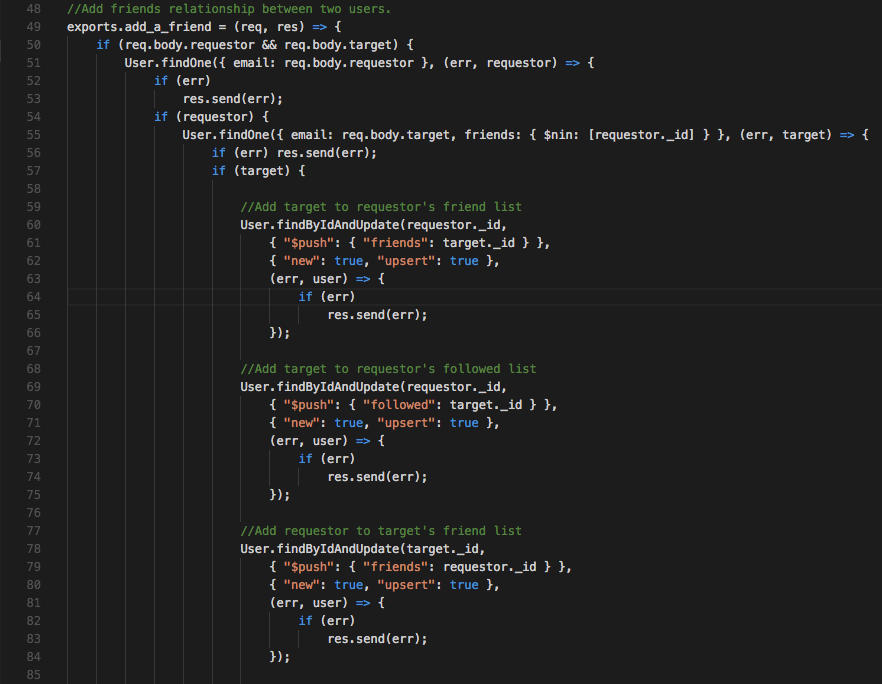 48 //Add friends relationship between two users.
49 exports.add_a_friend = (req, res) => {
50     if (req.body.requestor && req.body.target) {
51         User.findOne({ email: req.body.requestor }, (err, requestor) => {
52             if (err)
53                 res.send(err);
54             if (requestor) {
55                 User.findOne({ email: req.body.target, friends: { $nin: [requestor._id] } }, (err, target) => {
56                     if (err) res.send(err);
57                     if (target) {
58
59                         //Add target to requestor's friend list
60                         User.findByIdAndUpdate(requestor._id,
61                             { "$push": { "friends": target._id } },
62                             { "new": true, "upsert": true },
63                             (err, user) => {
64                                 if (err)
65                                     res.send(err);
66                             });
67
68                         //Add target to requestor's followed list
69                         User.findByIdAndUpdate(requestor._id,
70                             { "$push": { "followed": target._id } },
71                             { "new": true, "upsert": true },
72                             (err, user) => {
73                                 if (err)
74                                     res.send(err);
75                             });
76
77                         //Add requestor to target's friend list
78                         User.findByIdAndUpdate(target._id,
79                             { "$push": { "friends": requestor._id } },
80                             { "new": true, "upsert": true },
81                             (err, user) => {
82                                 if (err)
83                                     res.send(err);
84                             });
85